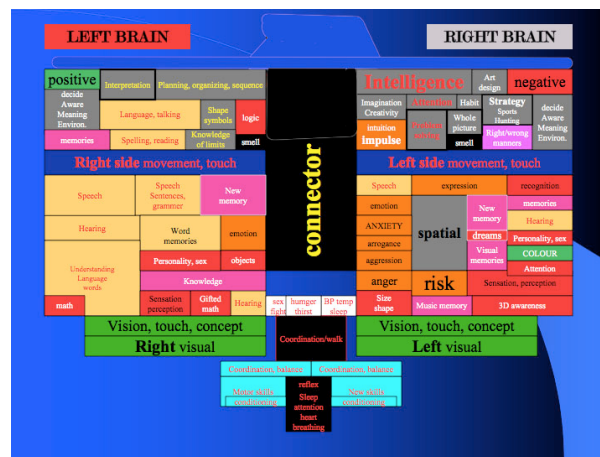 LEFT BRAIN
RIGHT BRAIN
positive
Interpretation
Planning, organizing, sequence
decide
Aware
Meaning
Environ.
Language, talking
Shape
symbols
logic
memories
Spelling, reading
Knowledge
of limits
smell
Right side movement, touch
Speech
Speech
Sentences,
grammer
New
memory
Hearing
Word
memories
emotion
Personality, sex
objects
Understanding
Language
words
Knowledge
math
Sensation
perception
Gifted
math
Hearing
Vision, touch, concept
Right visual
connector
sex
fight
humger
thirst
BP temp
sleep
Coordination/walk
Coordination, balance
Coordination, balance
Motor skills
conditioning
New skills
conditioning
reflex
Sleep
attention
heart
breathing
Intelligence
Art
design
negative
Imagination
Creativity
Attention
Habit
Strategy
Sports
Hunting
decide
Aware
Meaning
Environ.
intuition
impulse
Problem
solving
Whole
picture
smell
Right/wrong
manners
Left side movement, touch
Speech
expression
recognition
emotion
spatial
New
memory
memories
ANXIETY
Hearing
arrogance
dreams
Personality, sex
aggression
Visual
memories
COLOUR
Attention
anger
risk
Sensation, perception
Size
shape
Music memory
3D awareness
Vision, touch, concept
Left visual